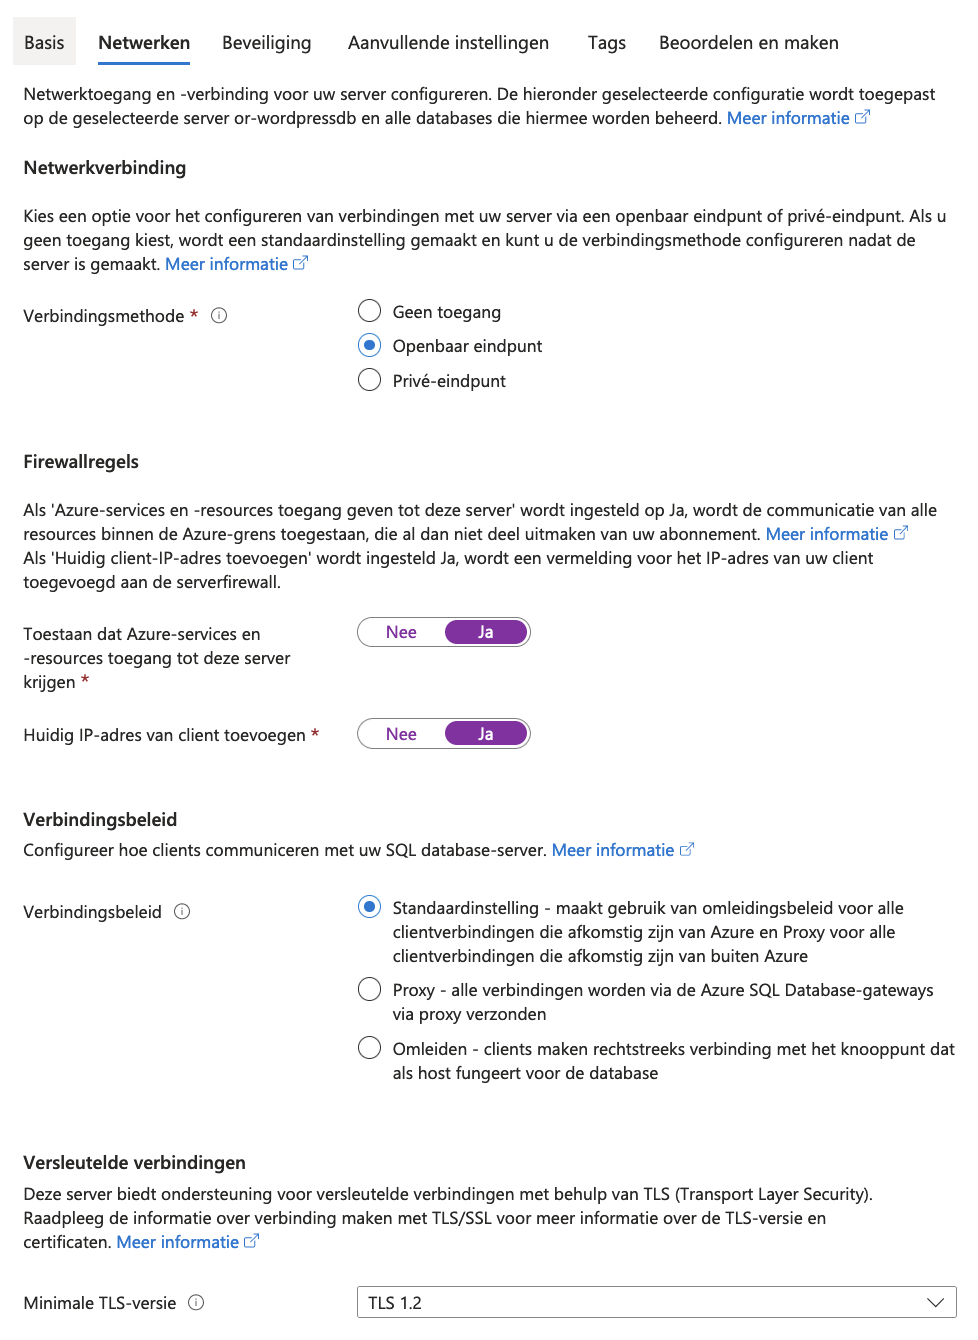 Basis
Netwerken
Beveiliging
Aanvullende instellingen
Tags
Beoordelen en maken
Netwerktoegang en -verbinding voor uw server configureren. De hieronder geselecteerde configuratie wordt toegepast
op de geselecteerde server or-wordpressdb en alle databases die hiermee worden beheerd. Meer informatie
Netwerkverbinding
Kies een optie voor het configureren van verbindingen met uw server via een openbaar eindpunt of privé-eindpunt. Als u
geen toegang kiest, wordt een standaardinstelling gemaakt en kunt u de verbindingsmethode configureren nadat de
server is gemaakt. Meer informatie
Verbindingsmethode *
Geen toegang
Openbaar eindpunt
Privé-eindpunt
Firewallregels
Als 'Azure-services en -resources toegang geven tot deze server' wordt ingesteld op Ja, wordt de communicatie van alle
resources binnen de Azure-grens toegestaan, die al dan niet deel uitmaken van uw abonnement. Meer informatie
Als 'Huidig client-IP-adres toevoegen' wordt ingesteld Ja, wordt een vermelding voor het IP-adres van uw client
toegevoegd aan de serverfirewall.
Toestaan dat Azure-services en
-resources toegang tot deze server
krijgen *
Nee Ja
Huidig IP-adres van client toevoegen *
Nee Ja
Verbindingsbeleid
Configureer hoe clients communiceren met uw SQL database-server. Meer informatie
Verbindingsbeleid
Standaardinstelling - maakt gebruik van omleidingsbeleid voor alle
clientverbindingen die afkomstig zijn van Azure en Proxy voor alle
clientverbindingen die afkomstig zijn van buiten Azure
Proxy - alle verbindingen worden via de Azure SQL Database-gateways
via proxy verzonden
Omleiden - clients maken rechtstreeks verbinding met het knooppunt dat
als host fungeert voor de database
Versleutelde verbindingen
Deze server biedt ondersteuning voor versleutelde verbindingen met behulp van TLS (Transport Layer Security).
Raadpleeg de informatie over verbinding maken met TLS/SSL voor meer informatie over de TLS-versie en
certificaten. Meer informatie
Minimale TLS-versie
TLS 1.2